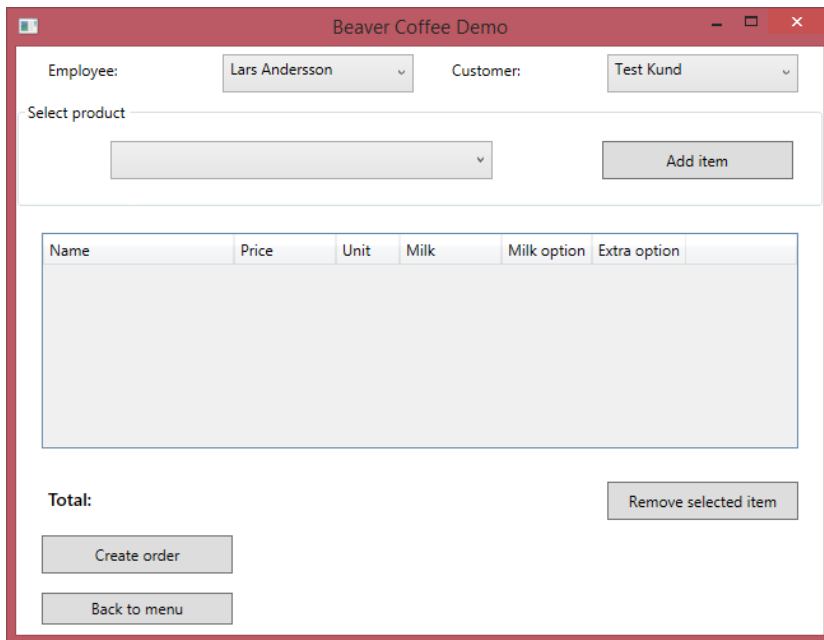 Beaver Coffee Demo
Employee: Lars Andersson Customer: Test Kund
Select product
Add item
Name Price Unit Milk Milk option Extra option
Total:
Remove selected item
Create order
Back to menu